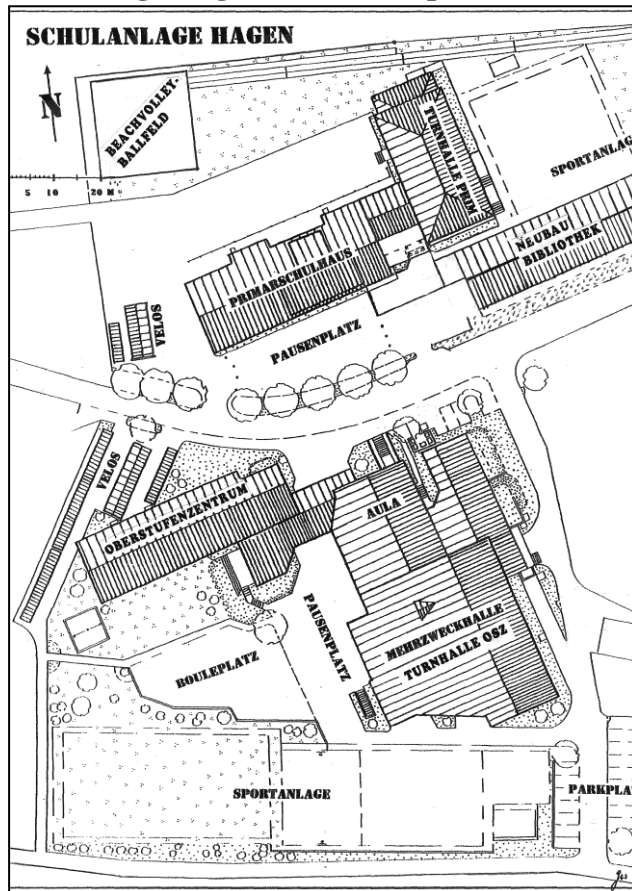 SCHULANLAGE HAGEN
N
BEACHVOLLEY-
BALLFELD
5 10 20 M
TURNHALLE PRIM
SPORTANLAG
NEUBAU
BIBLIOTHEK
PRIMARSCHULHAUS
VELOS
PAUSENPLATZ
VELOS
OBERSTUFENZENTRUM
AULA
PAUSENPLATZ
MEHRZWECKHALLE
TURNHALLE OSZ
BOULEPLATZ
SPORTANLAGE
PARKPLA